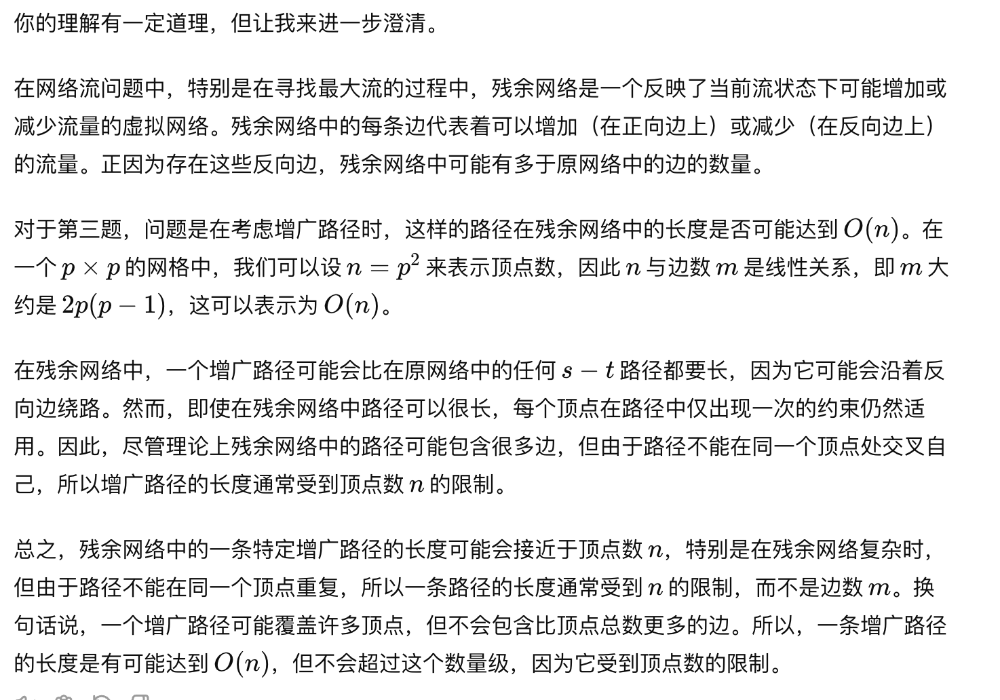 你的理解有一定道理，但让我来进一步澄清。
在网络流问题中，特别是在寻找最大流的过程中，残余网络是一个反映了当前流状态下可能增加或
减少流量的虚拟网络。残余网络中的每条边代表着可以增加（在正向边上）或减少（在反向边上）
的流量。正因为存在这些反向边，残余网络中可能有多于原网络中的边的数量。
对于第三题，问题是在考虑增广路径时，这样的路径在残余网络中的长度是否可能达到 O(n)。在
一个 p × p 的网格中，我们可以设 n = p² 来表示顶点数，因此 n 与边数 m 是线性关系，即 m 大
约是 2p(p − 1)，这可以表示为 O(n)。
在残余网络中，一个增广路径可能会比在原网络中的任何 s − t 路径都要长，因为它可能会沿着反
向边绕路。然而，即使在残余网络中路径可以很长，每个顶点在路径中仅出现一次的约束仍然适
用。因此，尽管理论上残余网络中的路径可能包含很多边，但由于路径不能在同一个顶点处交叉自
己，所以增广路径的长度通常受到顶点数 n 的限制。
总之，残余网络中的一条特定增广路径的长度可能会接近于顶点数 n，特别是在残余网络复杂时，
但由于路径不能在同一个顶点重复，所以一条路径的长度通常受到 n 的限制，而不是边数 m。换
句话说，一个增广路径可能覆盖许多顶点，但不会包含比顶点总数更多的边。所以，一条增广路径
的长度是有可能达到 O(n)，但不会超过这个数量级，因为它受到顶点数的限制。